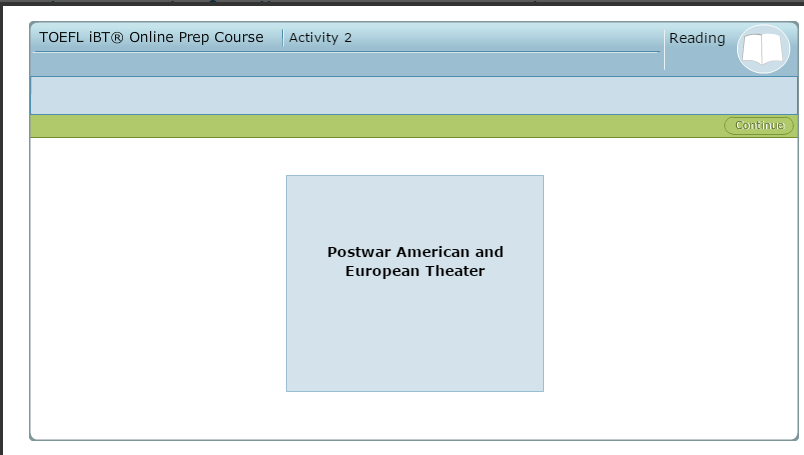 TOEFL iBT® Online Prep Course Activity 2 Reading
Continue
Postwar American and
European Theater